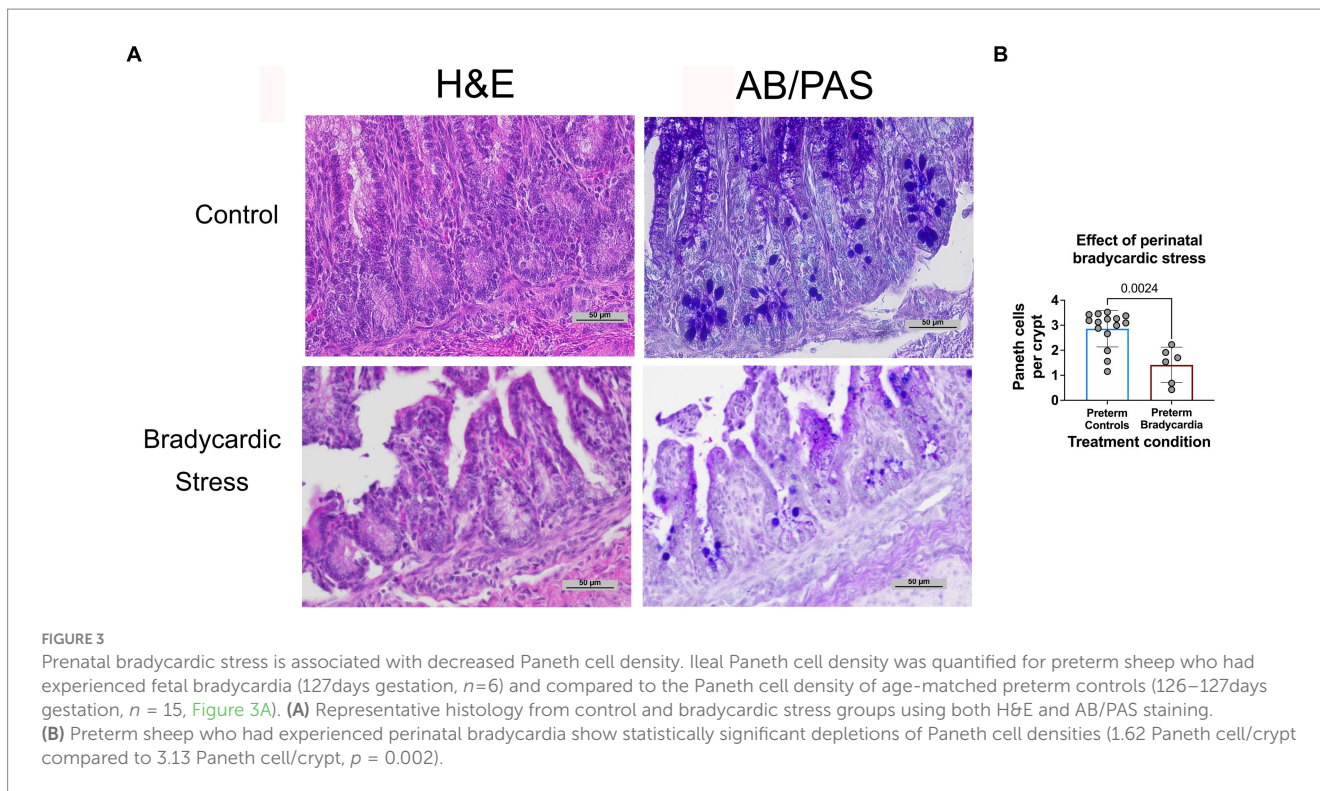 A
B
H&E
AB/PAS
Control
50 µm
50 µm
Bradycardic
Stress
50 µm
50 µm
Effect of perinatal
bradycardic stress
0.0024
4
3
2
1
0
Paneth cells
per crypt
Preterm
Controls
Preterm
Bradycardia
Treatment condition
FIGURE 3
Prenatal bradycardic stress is associated with decreased Paneth cell density. Ileal Paneth cell density was quantified for preterm sheep who had
experienced fetal bradycardia (127days gestation, n=6) and compared to the Paneth cell density of age-matched preterm controls (126–127days
gestation, n = 15, Figure 3A). (A) Representative histology from control and bradycardic stress groups using both H&E and AB/PAS staining.
(B) Preterm sheep who had experienced perinatal bradycardia show statistically significant depletions of Paneth cell densities (1.62 Paneth cell/crypt
compared to 3.13 Paneth cell/crypt, p = 0.002).